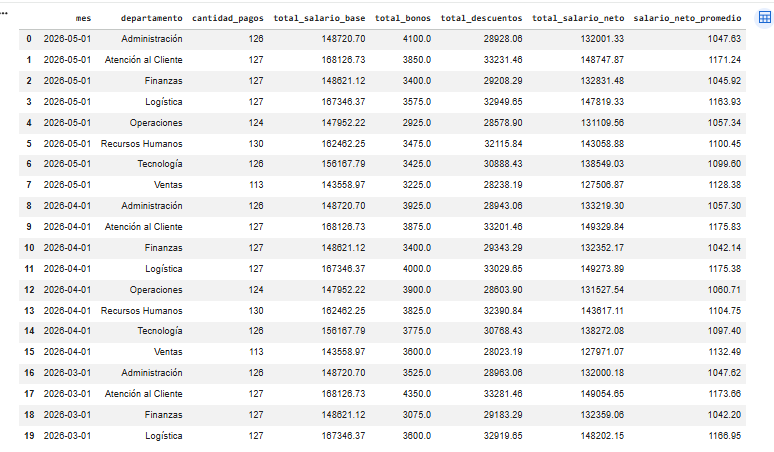 mes departamento cantidad_pagos total_salario_base total_bonos total_descuentos total_salario_neto salario_neto_promedio
0 2026-05-01 Administración 126 148720.70 4100.0 28928.06 132001.33 1047.63
1 2026-05-01 Atención al Cliente 127 168126.73 3850.0 33231.46 148747.87 1171.24
2 2026-05-01 Finanzas 127 148621.12 3400.0 29208.29 132831.48 1045.92
3 2026-05-01 Logística 127 167346.37 3575.0 32949.65 147819.33 1163.93
4 2026-05-01 Operaciones 124 147952.22 2925.0 28578.90 131109.56 1057.34
5 2026-05-01 Recursos Humanos 130 162462.25 3475.0 32115.84 143058.88 1100.45
6 2026-05-01 Tecnología 126 156167.79 3425.0 30888.43 138549.03 1099.60
7 2026-05-01 Ventas 113 143558.97 3225.0 28238.19 127506.87 1128.38
8 2026-04-01 Administración 126 148720.70 3925.0 28943.06 133219.30 1057.30
9 2026-04-01 Atención al Cliente 127 168126.73 3875.0 33201.46 149329.84 1175.83
10 2026-04-01 Finanzas 127 148621.12 3400.0 29343.29 132352.17 1042.14
11 2026-04-01 Logística 127 167346.37 4000.0 33029.65 149273.89 1175.38
12 2026-04-01 Operaciones 124 147952.22 3900.0 28603.90 131527.54 1060.71
13 2026-04-01 Recursos Humanos 130 162462.25 3825.0 32390.84 143617.11 1104.75
14 2026-04-01 Tecnología 126 156167.79 3775.0 30768.43 138272.08 1097.40
15 2026-04-01 Ventas 113 143558.97 3600.0 28023.19 127971.07 1132.49
16 2026-03-01 Administración 126 148720.70 3525.0 28963.06 132000.18 1047.62
17 2026-03-01 Atención al Cliente 127 168126.73 4350.0 33281.46 149054.65 1173.66
18 2026-03-01 Finanzas 127 148621.12 3075.0 29183.29 132359.06 1042.20
19 2026-03-01 Logística 127 167346.37 3600.0 32919.65 148202.15 1166.95